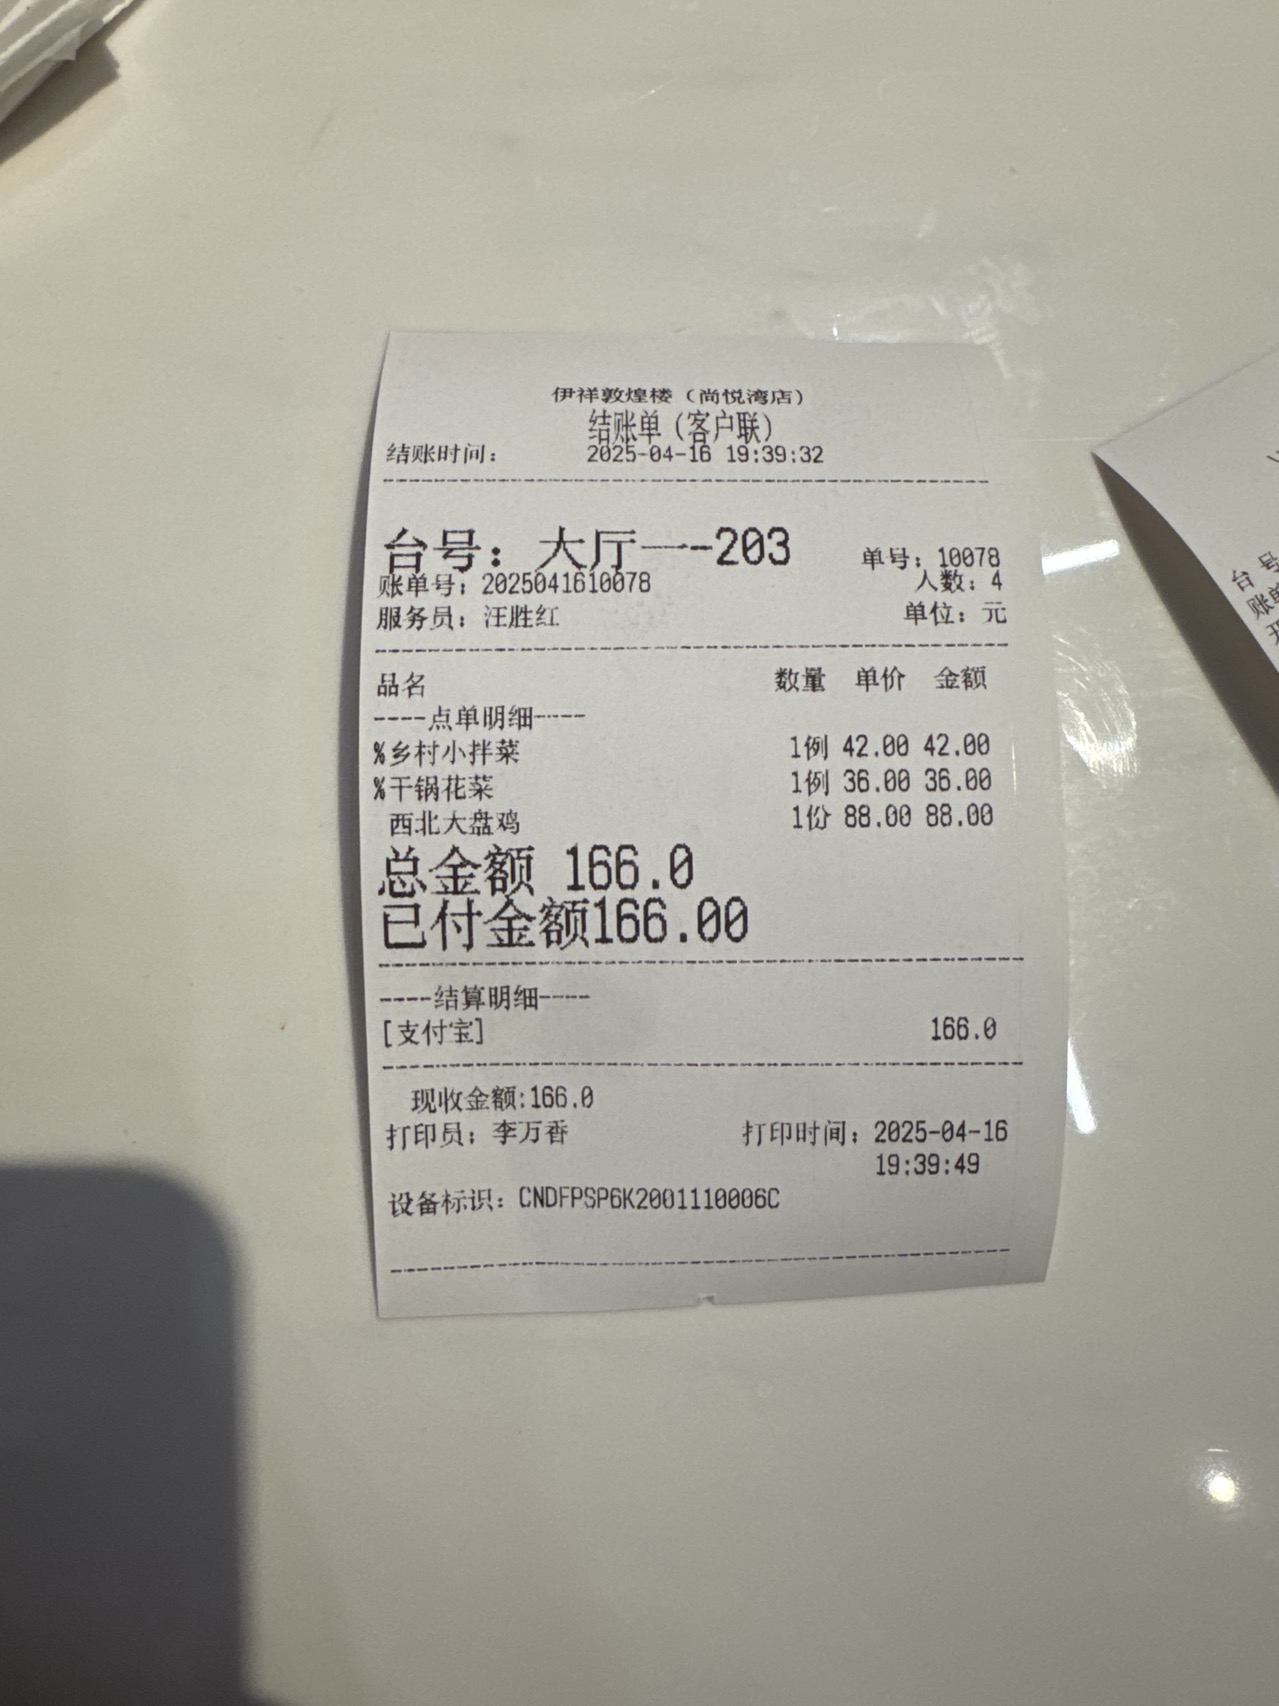 伊祥敦煌楼（尚悦湾店）
结账单（客户联）
结账时间： 2025-04-16 19:39:32
台号：大厅一--203 单号：10078
账单号：2025041610078 人数：4
服务员：汪胜红 单位：元
品名 数量 单价 金额
----点单明细----
%乡村小拌菜 1例 42.00 42.00
%干锅花菜 1例 36.00 36.00
西北大盘鸡 1份 88.00 88.00
总金额 166.0
已付金额166.00
----结算明细----
[支付宝] 166.0
现收金额:166.0
打印员：李万香 打印时间：2025-04-16
19:39:49
设备标识：CNDFPSP6K2001110006C
台号
账单